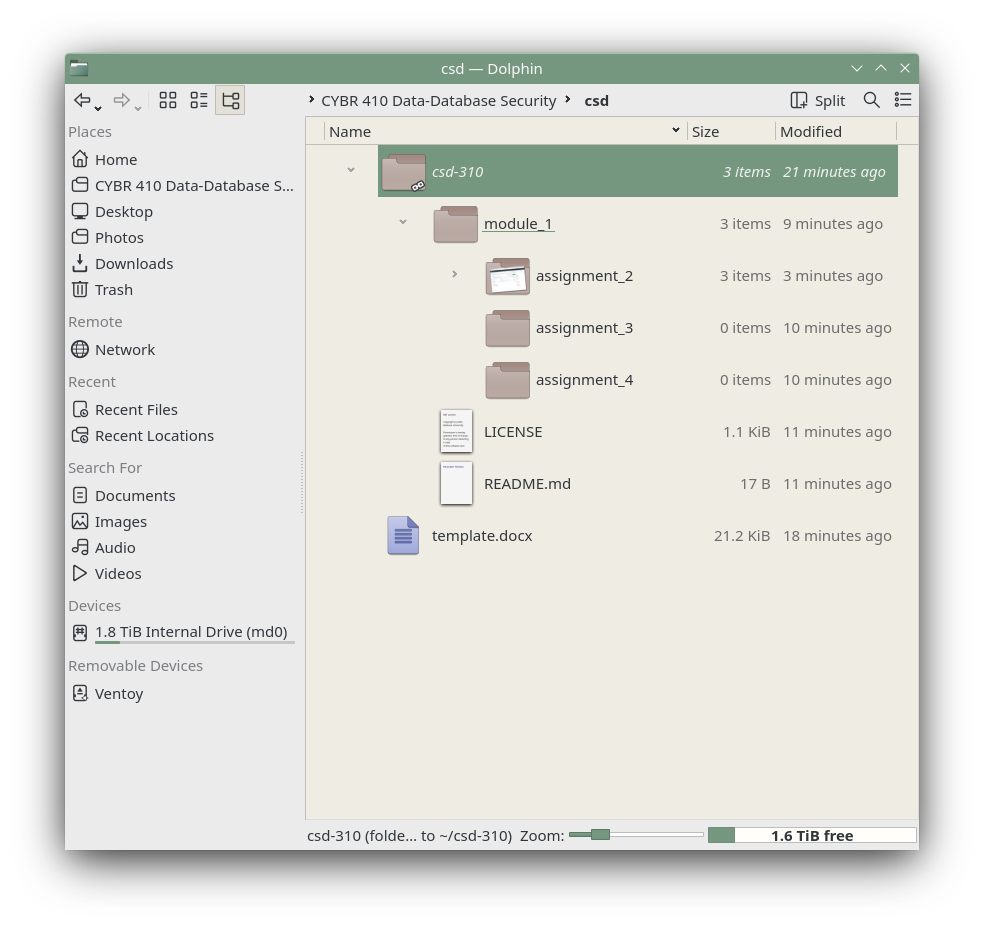 csd — Dolphin
CYBR 410 Data-Database Security csd Split
Places
Home
CYBR 410 Data-Database S...
Desktop
Photos
Downloads
Trash
Remote
Network
Recent
Recent Files
Recent Locations
Search For
Documents
Images
Audio
Videos
Devices
1.8 TiB Internal Drive (md0)
Removable Devices
Ventoy
Name Size Modified
csd-310 3 items 21 minutes ago
module_1 3 items 9 minutes ago
assignment_2 3 items 3 minutes ago
assignment_3 0 items 10 minutes ago
assignment_4 0 items 10 minutes ago
LICENSE 1.1 KiB 11 minutes ago
README.md 17 B 11 minutes ago
template.docx 21.2 KiB 18 minutes ago
csd-310 (folde... to ~/csd-310) Zoom: 1.6 TiB free